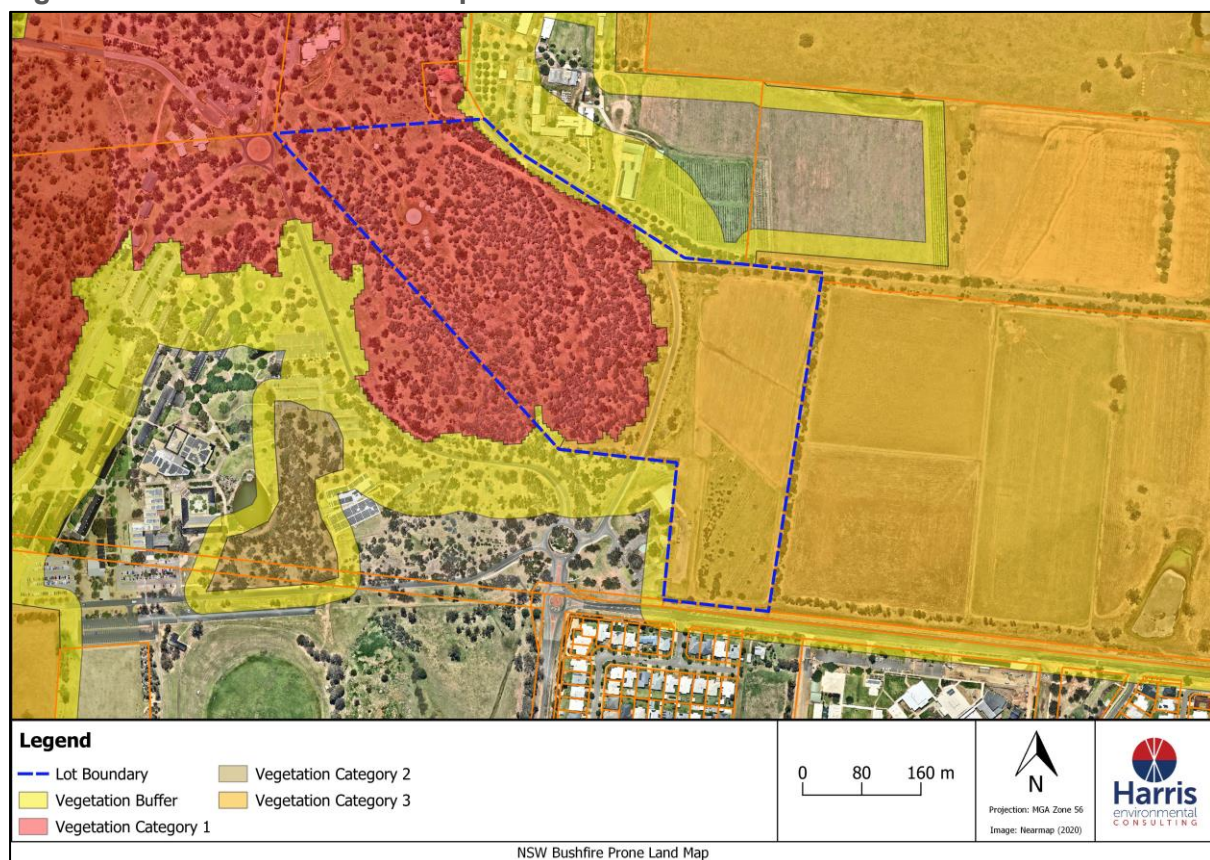 Legend
Lot Boundary
Vegetation Buffer
Vegetation Category 1
Vegetation Category 2
Vegetation Category 3
0 80 160 m
N
Projection: MGA Zone 56
Image: Nearmap (2020)
Harris
environmental
CONSULTING
NSW Bushfire Prone Land Map